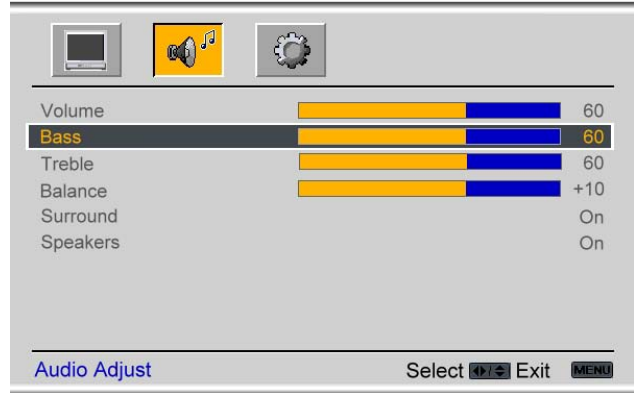 Volume 60
Bass 60
Treble 60
Balance +10
Surround On
Speakers On
Audio Adjust Select Exit MENU